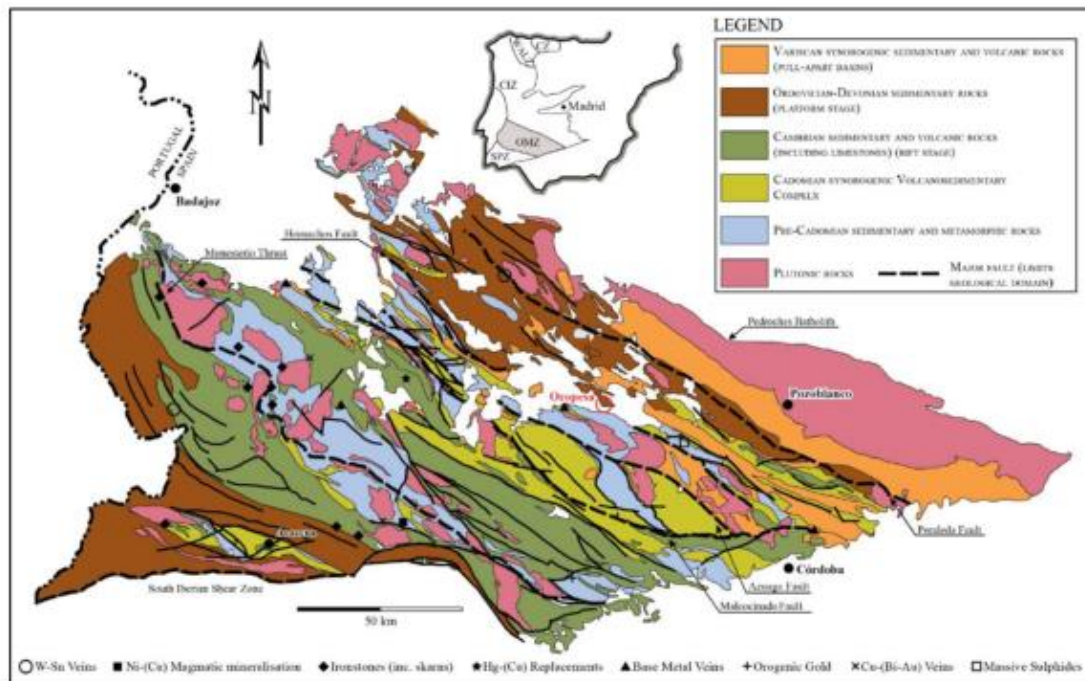 LEGEND
VARISCAN SYNOROGENIC SEDIMENTARY AND VOLCANIC ROCKS
(PULL-APART BASINS)
ORDOVICIAN-DEVONIAN SEDIMENTARY ROCKS
(PLATFORM STAGE)
CAMBRIAN SEDIMENTARY AND VOLCANIC ROCKS
(INCLUDING LIMESTONES) (RIFT STAGE)
CADOMIAN SYNOROGENIC VOLCANOSEDIMENTARY
COMPELX
PRE-CADOMIAN SEDIMENTARY AND METAMORPHIC ROCKS
PLUTONIC ROCKS
MAJOR FAULT (LIMITS
GEOLOGICAL DOMAIN)
N
CZ
WALZ
CIZ
Madrid
OMZ
SPZ
PORTUGAL
SPAIN
Badajoz
Hornachos Fault
Monesterio Thrust
Pedroches Batholith
Pozoblanco
Oropesa
Aracena
South Iberian Shear Zone
50 km
Peraleda Fault
Córdoba
Azuaga Fault
Malcocinado Fault
W-Sn Veins
Ni-(Cu) Magmatic mineralisation
Ironstones (inc. skarns)
Hg-(Cu) Replacements
Base Metal Veins
Orogenic Gold
Cu-(Bi-Au) Veins
Massive Sulphides